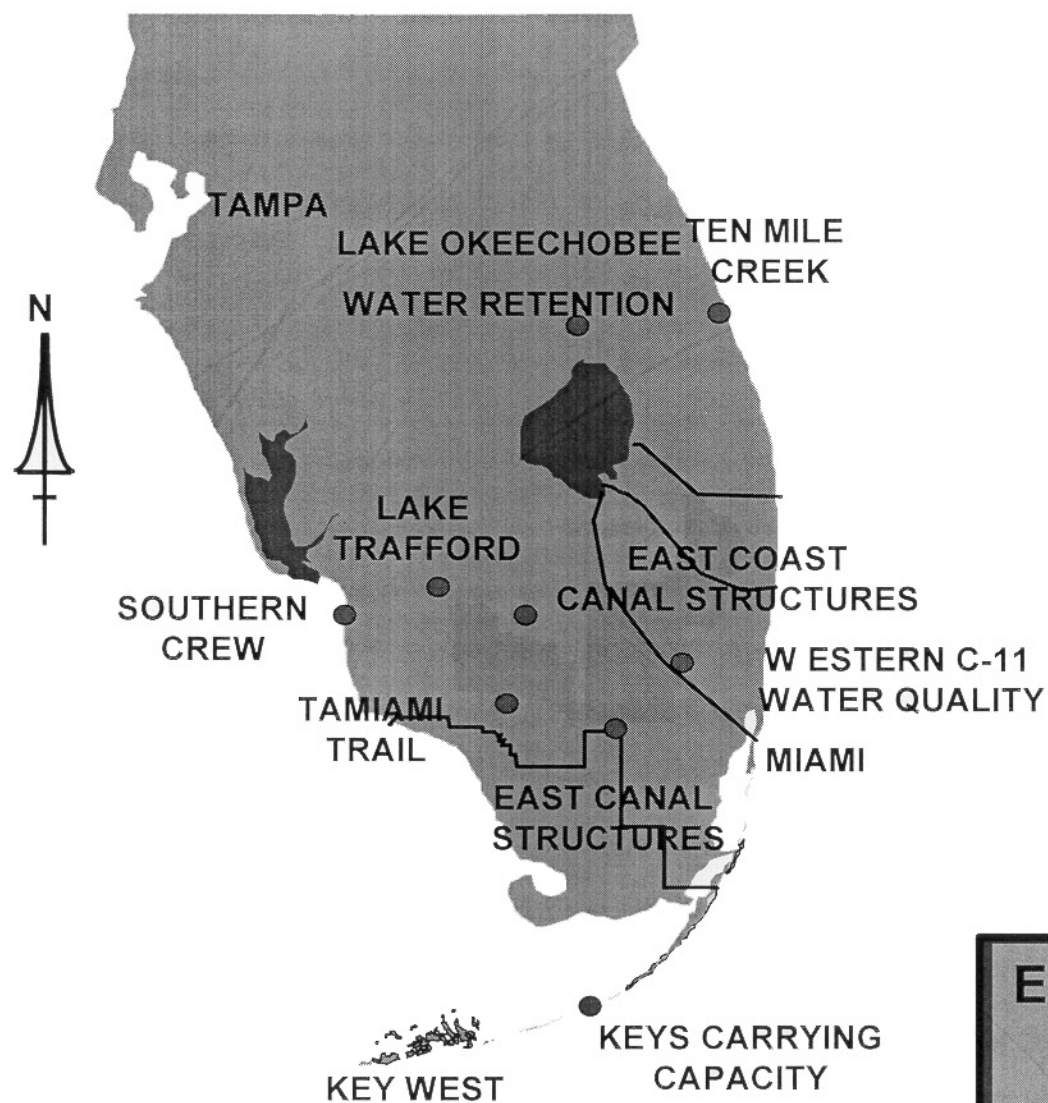 TAMPA
LAKE OKEECHOBEE
WATER RETENTION
TEN MILE
CREEK
N
LAKE
TRAFFORD
EAST COAST
CANAL STRUCTURES
SOUTHERN
CREW
W ESTERN C-11
WATER QUALITY
TAMIAMI
TRAIL
MIAMI
EAST CANAL
STRUCTURES
E
KEYS CARRYING
CAPACITY
KEY WEST